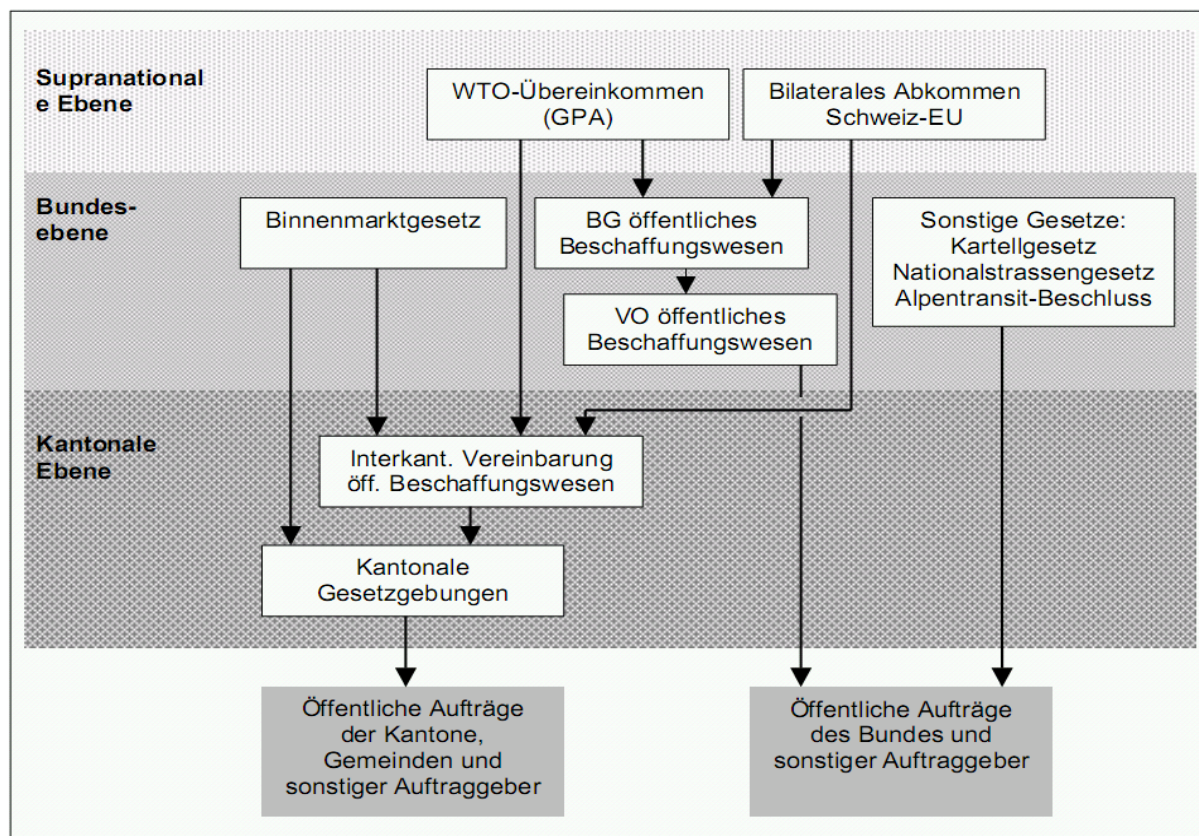 Supranational
e Ebene
WTO-Übereinkommen
(GPA)
Bilaterales Abkommen
Schweiz-EU
Bundes-
ebene
Binnenmarktgesetz
BG öffentliches
Beschaffungswesen
Sonstige Gesetze:
Kartellgesetz
Nationalstrassengesetz
Alpentransit-Beschluss
VO öffentliches
Beschaffungswesen
Kantonale
Ebene
Interkant. Vereinbarung
öff. Beschaffungswesen
Kantonale
Gesetzgebungen
Öffentliche Aufträge
der Kantone,
Gemeinden und
sonstiger Auftraggeber
Öffentliche Aufträge
des Bundes und
sonstiger Auftraggeber